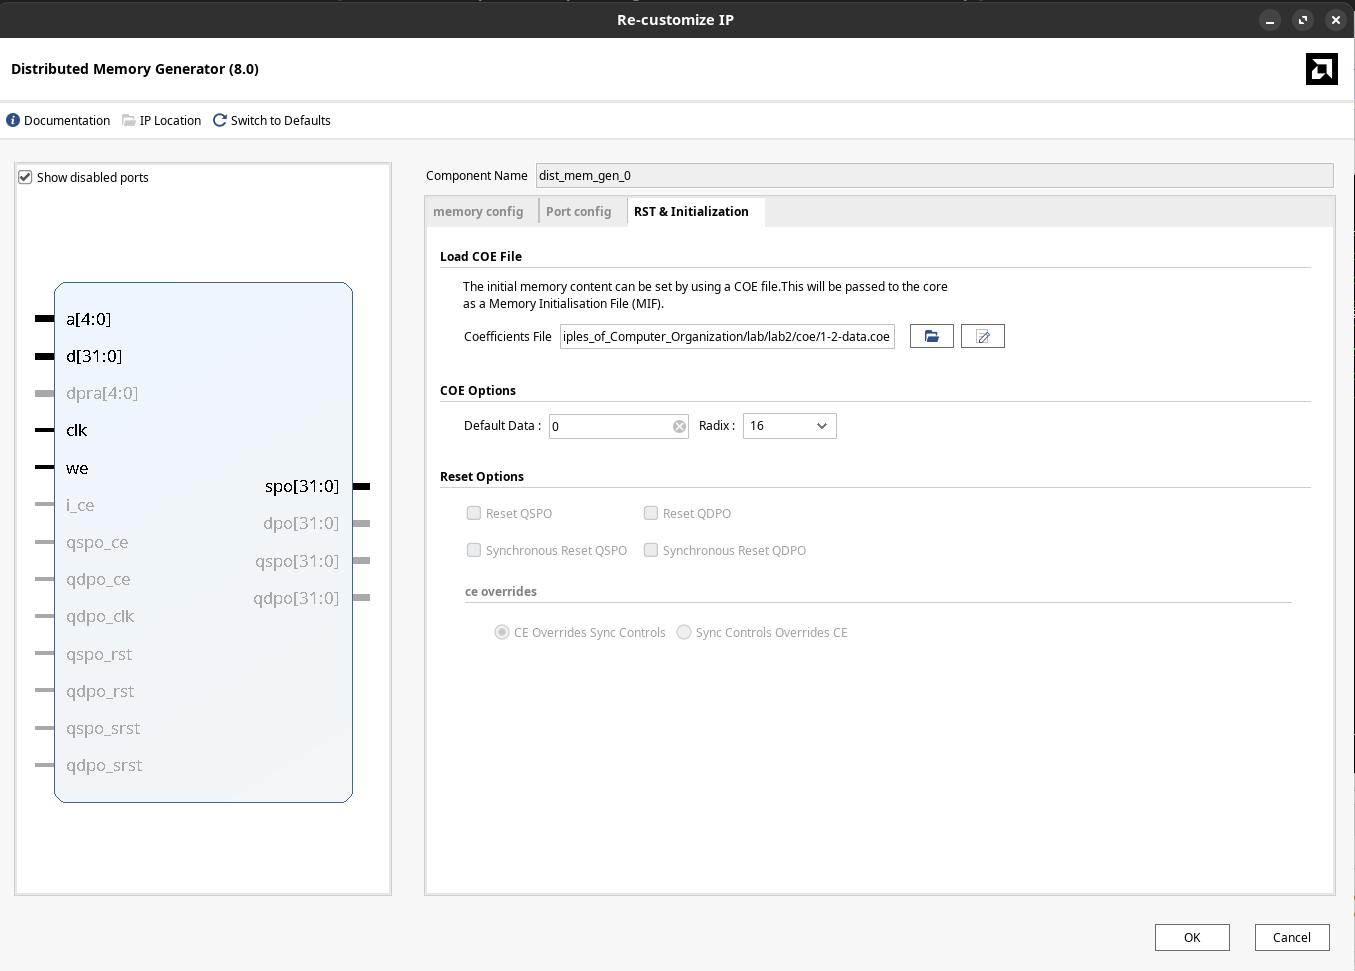 Re-customize IP
Distributed Memory Generator (8.0)
Documentation IP Location Switch to Defaults
Show disabled ports
a[4:0]
d[31:0]
dpra[4:0]
clk
we
i_ce
qspo_ce
qdpo_ce
qdpo_clk
qspo_rst
qdpo_rst
qspo_srst
qdpo_srst
spo[31:0]
dpo[31:0]
qspo[31:0]
qdpo[31:0]
Component Name dist_mem_gen_0
memory config Port config RST & Initialization
Load COE File
The initial memory content can be set by using a COE file.This will be passed to the core
as a Memory Initialisation File (MIF).
Coefficients File iples_of_Computer_Organization/lab/lab2/coe/1-2-data.coe
COE Options
Default Data : 0 Radix : 16
Reset Options
Reset QSPO Reset QDPO
Synchronous Reset QSPO Synchronous Reset QDPO
ce overrides
CE Overrides Sync Controls Sync Controls Overrides CE
OK Cancel